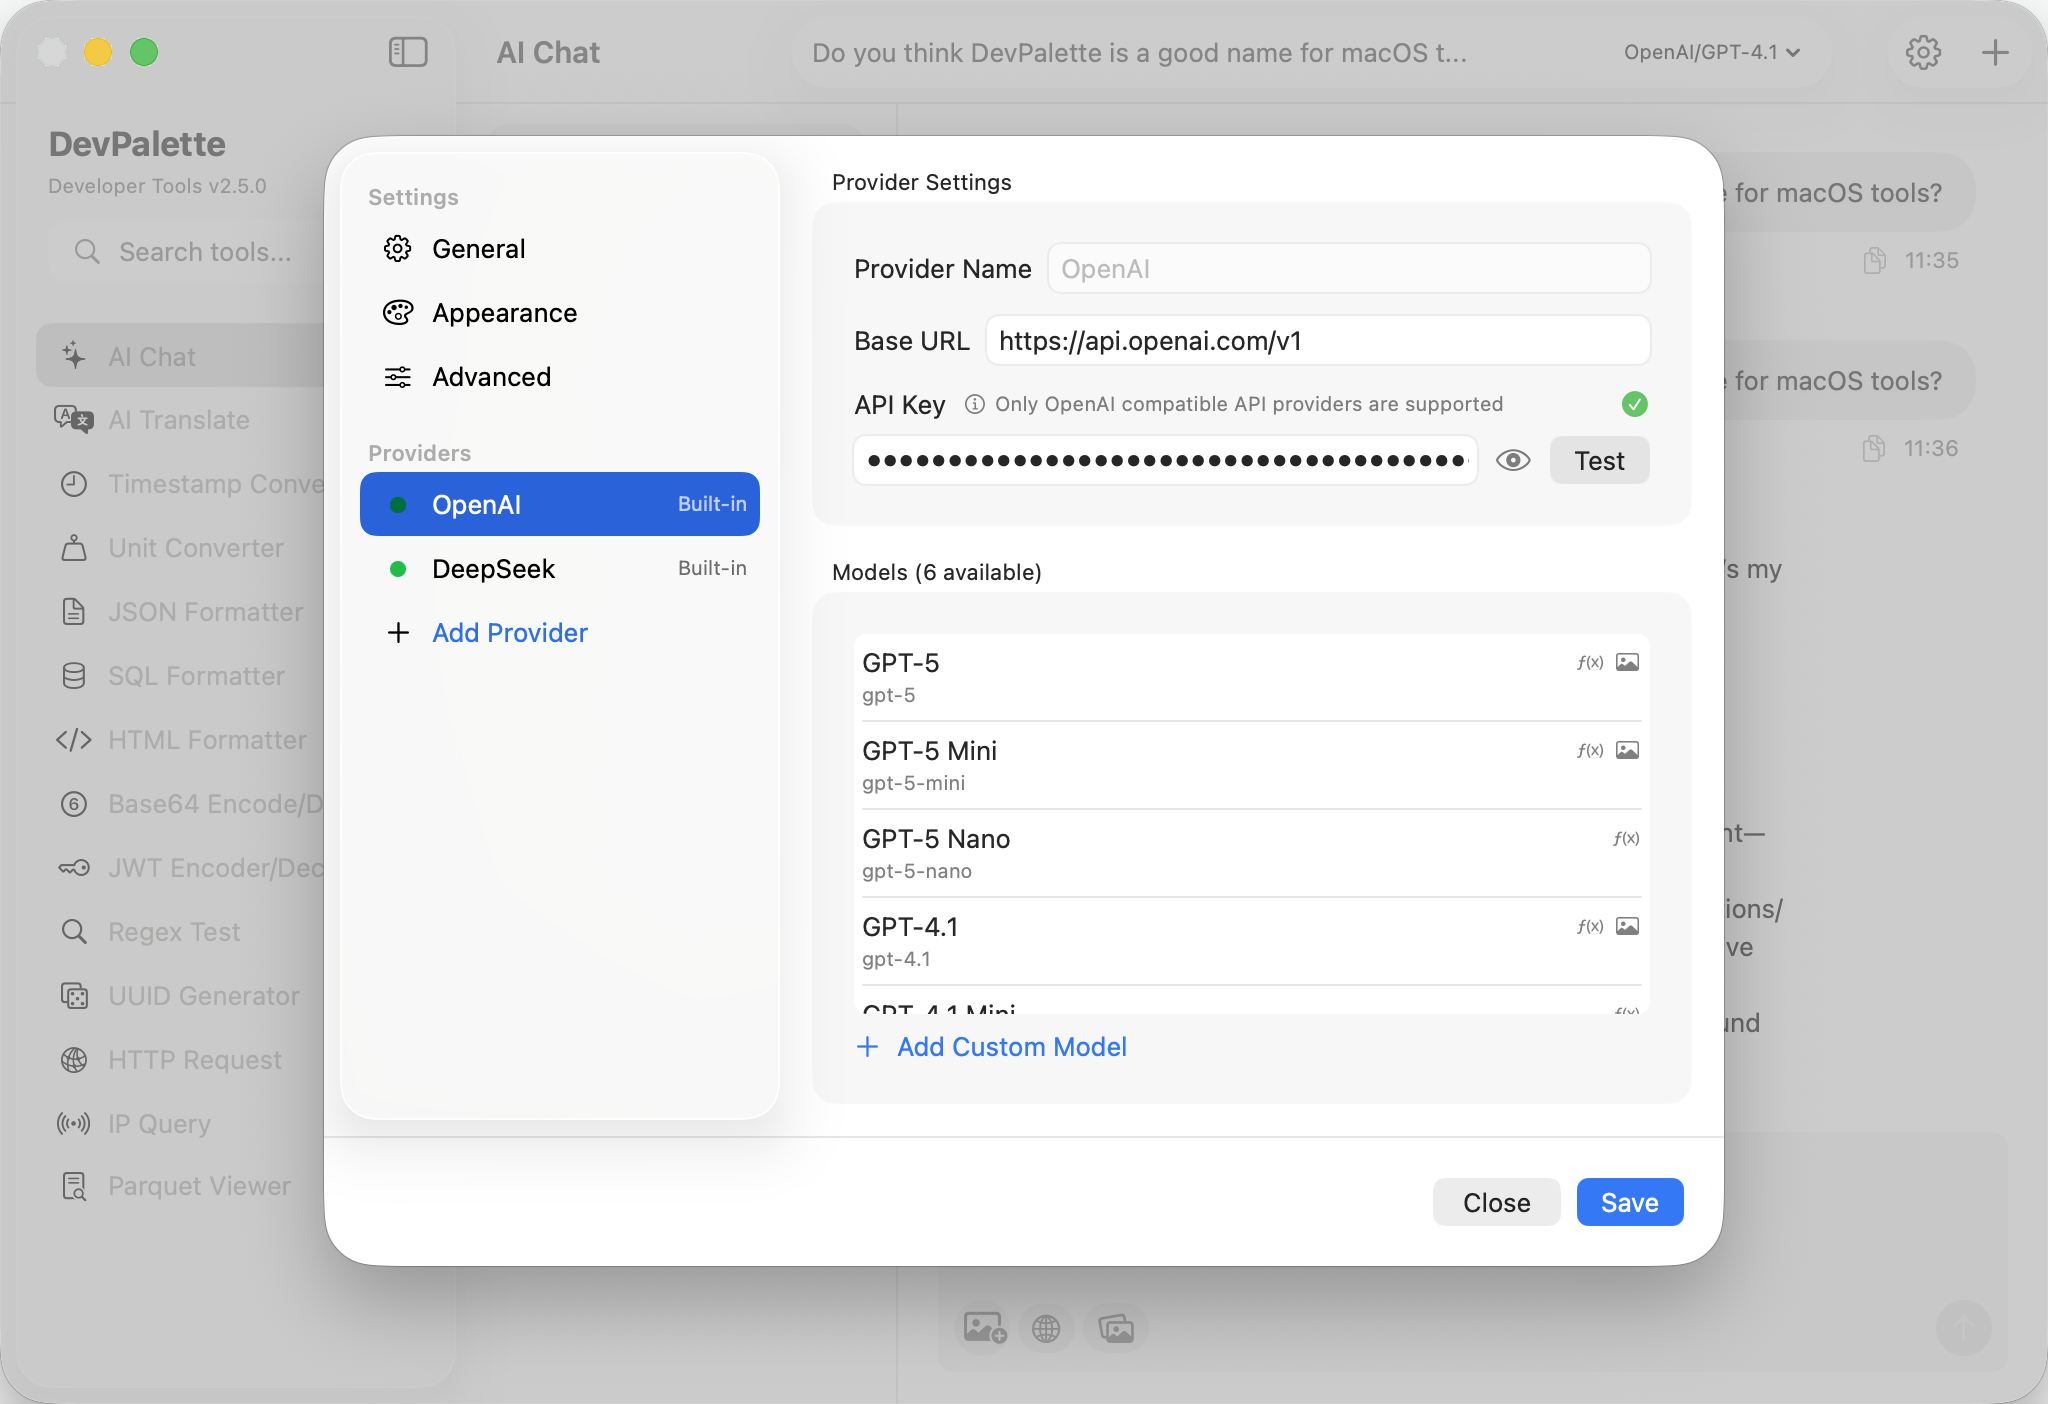 AI Chat
Do you think DevPalette is a good name for macOS t...
OpenAI/GPT-4.1
DevPalette
Developer Tools v2.5.0
Search tools...
AI Chat
AI Translate
Timestamp Conve
Unit Converter
JSON Formatter
SQL Formatter
HTML Formatter
Base64 Encode/D
JWT Encoder/Dec
Regex Test
UUID Generator
HTTP Request
IP Query
Parquet Viewer
Settings
General
Appearance
Advanced
Providers
OpenAI Built-in
DeepSeek Built-in
Add Provider
Provider Settings
Provider Name OpenAI
Base URL https://api.openai.com/v1
API Key Only OpenAI compatible API providers are supported
Test
Models (6 available)
GPT-5 f(x)
gpt-5
GPT-5 Mini f(x)
gpt-5-mini
GPT-5 Nano f(x)
gpt-5-nano
GPT-4.1 f(x)
gpt-4.1
GPT-4.1 Mini f(x)
Add Custom Model
Close Save
for macOS tools?
11:35
for macOS tools?
11:36
's my
nt—
ions/
ve
und